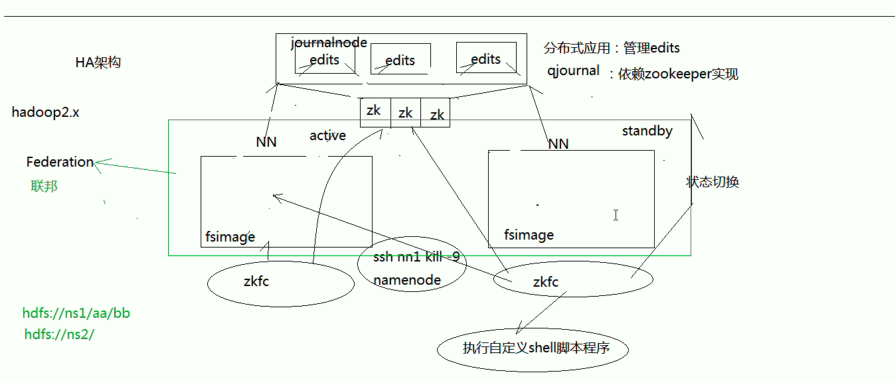 journalnode
edits
edits
edits
分布式应用：管理edits
qjournal ：依赖zookeeper实现
HA架构
hadoop2.x
zk
zk
zk
NN
active
NN
standby
Federation
联邦
状态切换
fsimage
fsimage
ssh nn1 kill -9
namenode
zkfc
zkfc
hdfs://ns1/aa/bb
hdfs://ns2/
执行自定义shell脚本程序